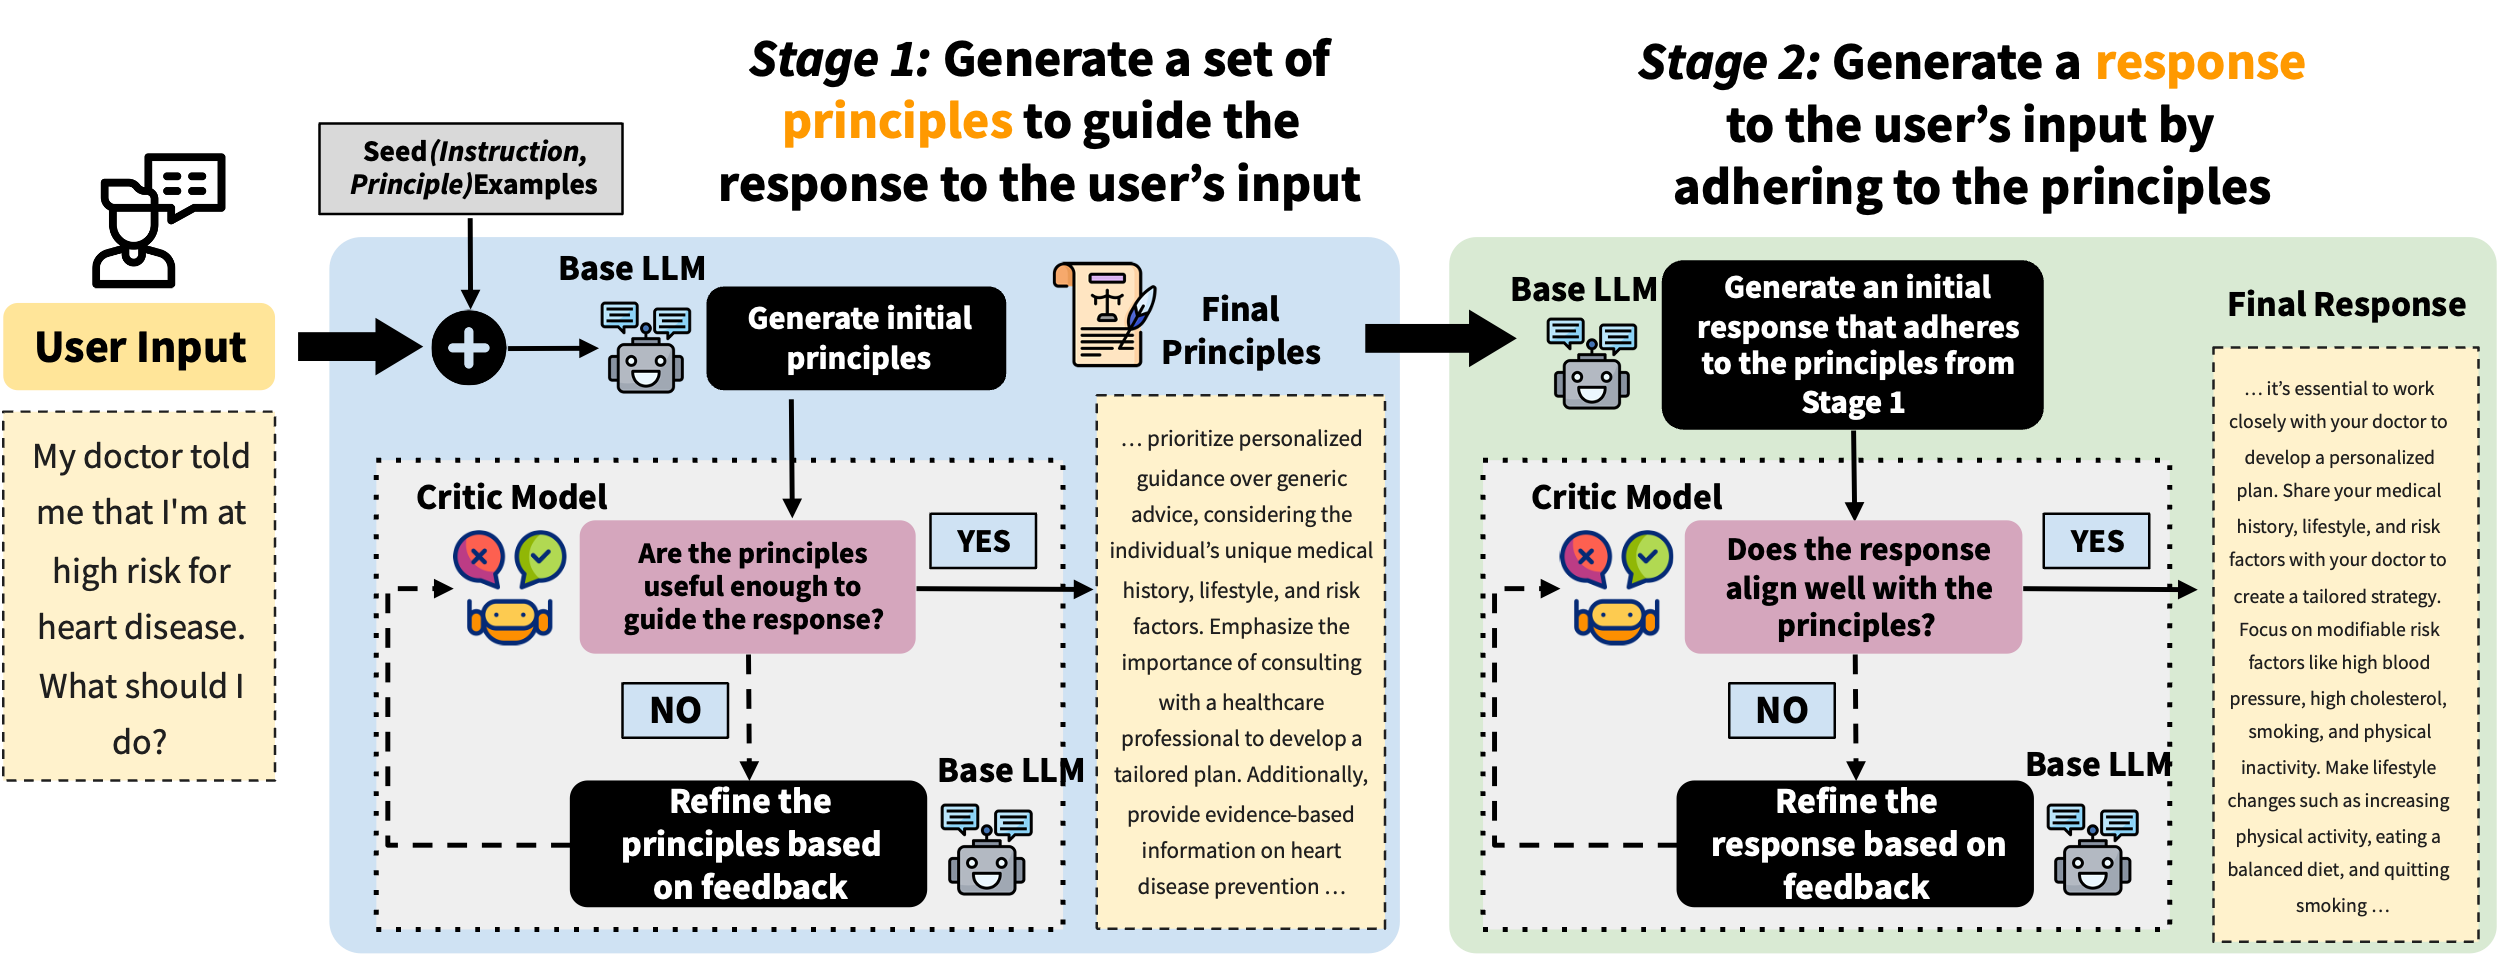 Stage 1: Generate a set of
principles to guide the
response to the user's input
Stage 2: Generate a response
to the user's input by
adhering to the principles
Seed(Instruction,
Principle)Examples
User Input
My doctor told
me that I'm at
high risk for
heart disease.
What should I
do?
Base LLM
Generate initial
principles
Final
Principles
Critic Model
Are the principles
useful enough to
guide the response?
YES
NO
Base LLM
Refine the
principles based
on feedback
... prioritize personalized
guidance over generic
advice, considering the
individual's unique medical
history, lifestyle, and risk
factors. Emphasize the
importance of consulting
with a healthcare
professional to develop a
tailored plan. Additionally,
provide evidence-based
information on heart
disease prevention ...
Base LLM
Generate an initial
response that adheres
to the principles from
Stage 1
Critic Model
Does the response
align well with the
principles?
YES
NO
Base LLM
Refine the
response based on
feedback
Final Response
... it's essential to work
closely with your doctor to
develop a personalized
plan. Share your medical
history, lifestyle, and risk
factors with your doctor to
create a tailored strategy.
Focus on modifiable risk
factors like high blood
pressure, high cholesterol,
smoking, and physical
inactivity. Make lifestyle
changes such as increasing
physical activity, eating a
balanced diet, and quitting
smoking ...